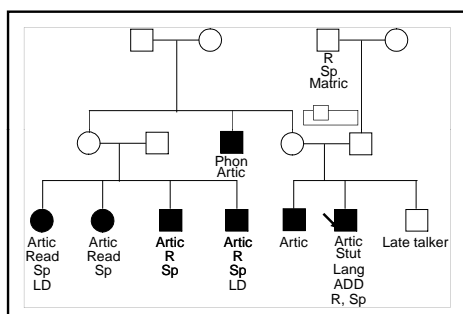 R
Sp
Matric
Phon
Artic
Artic
Read
Sp
LD
Artic
Read
Sp
Artic
R
Sp
Artic
R
Sp
LD
Artic
Artic
Stut
Lang
ADD
R, Sp
Late talker